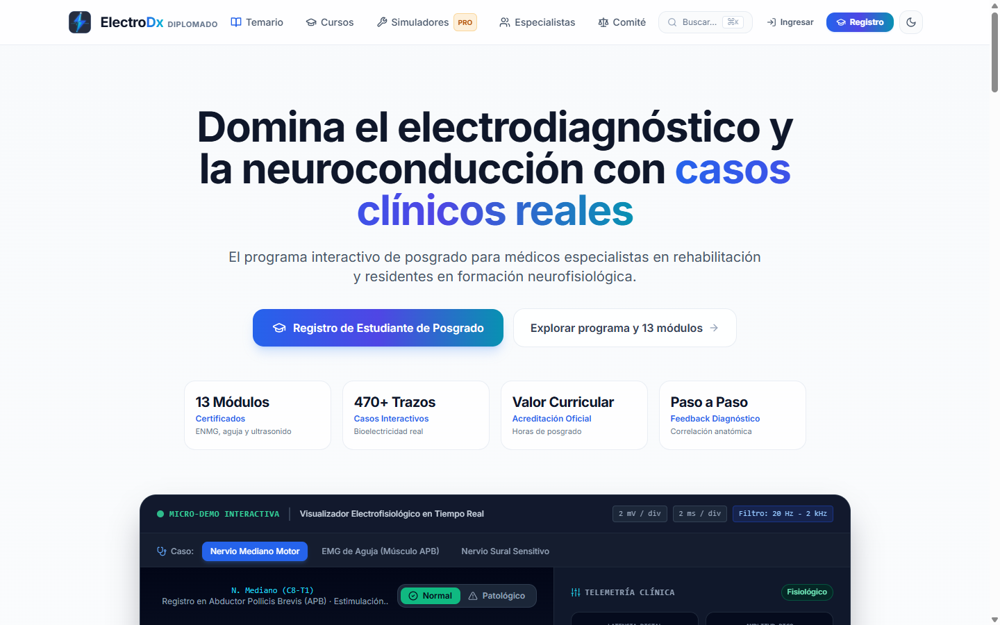 ElectroDx DIPLOMADO
Temario
Cursos
Simuladores PRO
Especialistas
Comité
Buscar... ⌘K
Ingresar
Registro
Domina el electrodiagnóstico y
la neuroconducción con casos
clínicos reales
El programa interactivo de posgrado para médicos especialistas en rehabilitación
y residentes en formación neurofisiológica.
Registro de Estudiante de Posgrado
Explorar programa y 13 módulos →
13 Módulos
Certificados
ENMG, aguja y ultrasonido
470+ Trazos
Casos Interactivos
Bioelectricidad real
Valor Curricular
Acreditación Oficial
Horas de posgrado
Paso a Paso
Feedback Diagnóstico
Correlación anatómica
MICRO-DEMO INTERACTIVA
Visualizador Electrofisiológico en Tiempo Real
2 mV / div
2 ms / div
Filtro: 20 Hz - 2 kHz
Caso:
Nervio Mediano Motor
EMG de Aguja (Músculo APB)
Nervio Sural Sensitivo
N. Mediano (C8-T1)
Registro en Abductor Pollicis Brevis (APB) · Estimulación..
Normal
Patológico
TELEMETRÍA CLÍNICA
Fisiológico